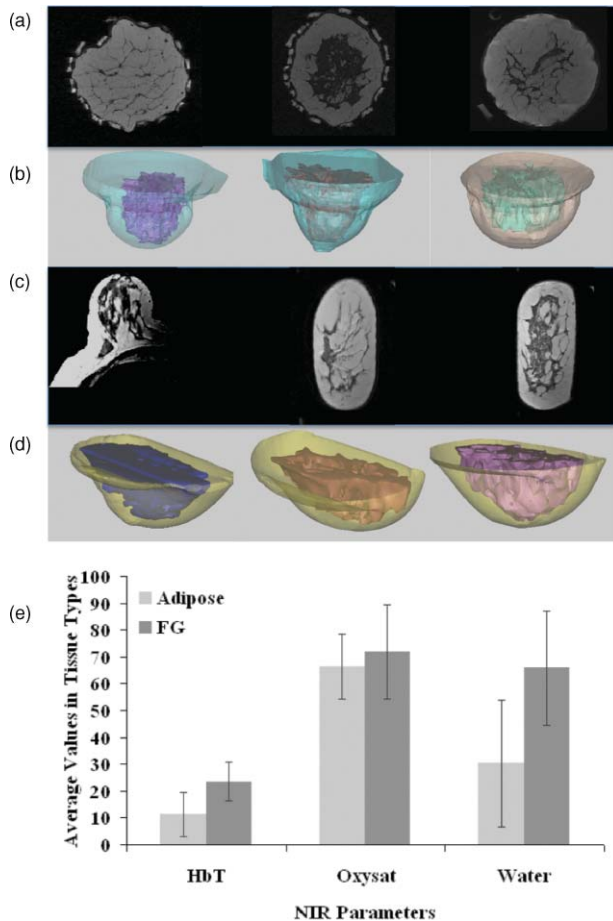 (a)
(b)
(c)
(d)
(e)
Average Values in Tissue Types
100
90
80
70
60
50
40
30
20
10
0
Adipose
FG
HbT
Oxysat
Water
NIR Parameters